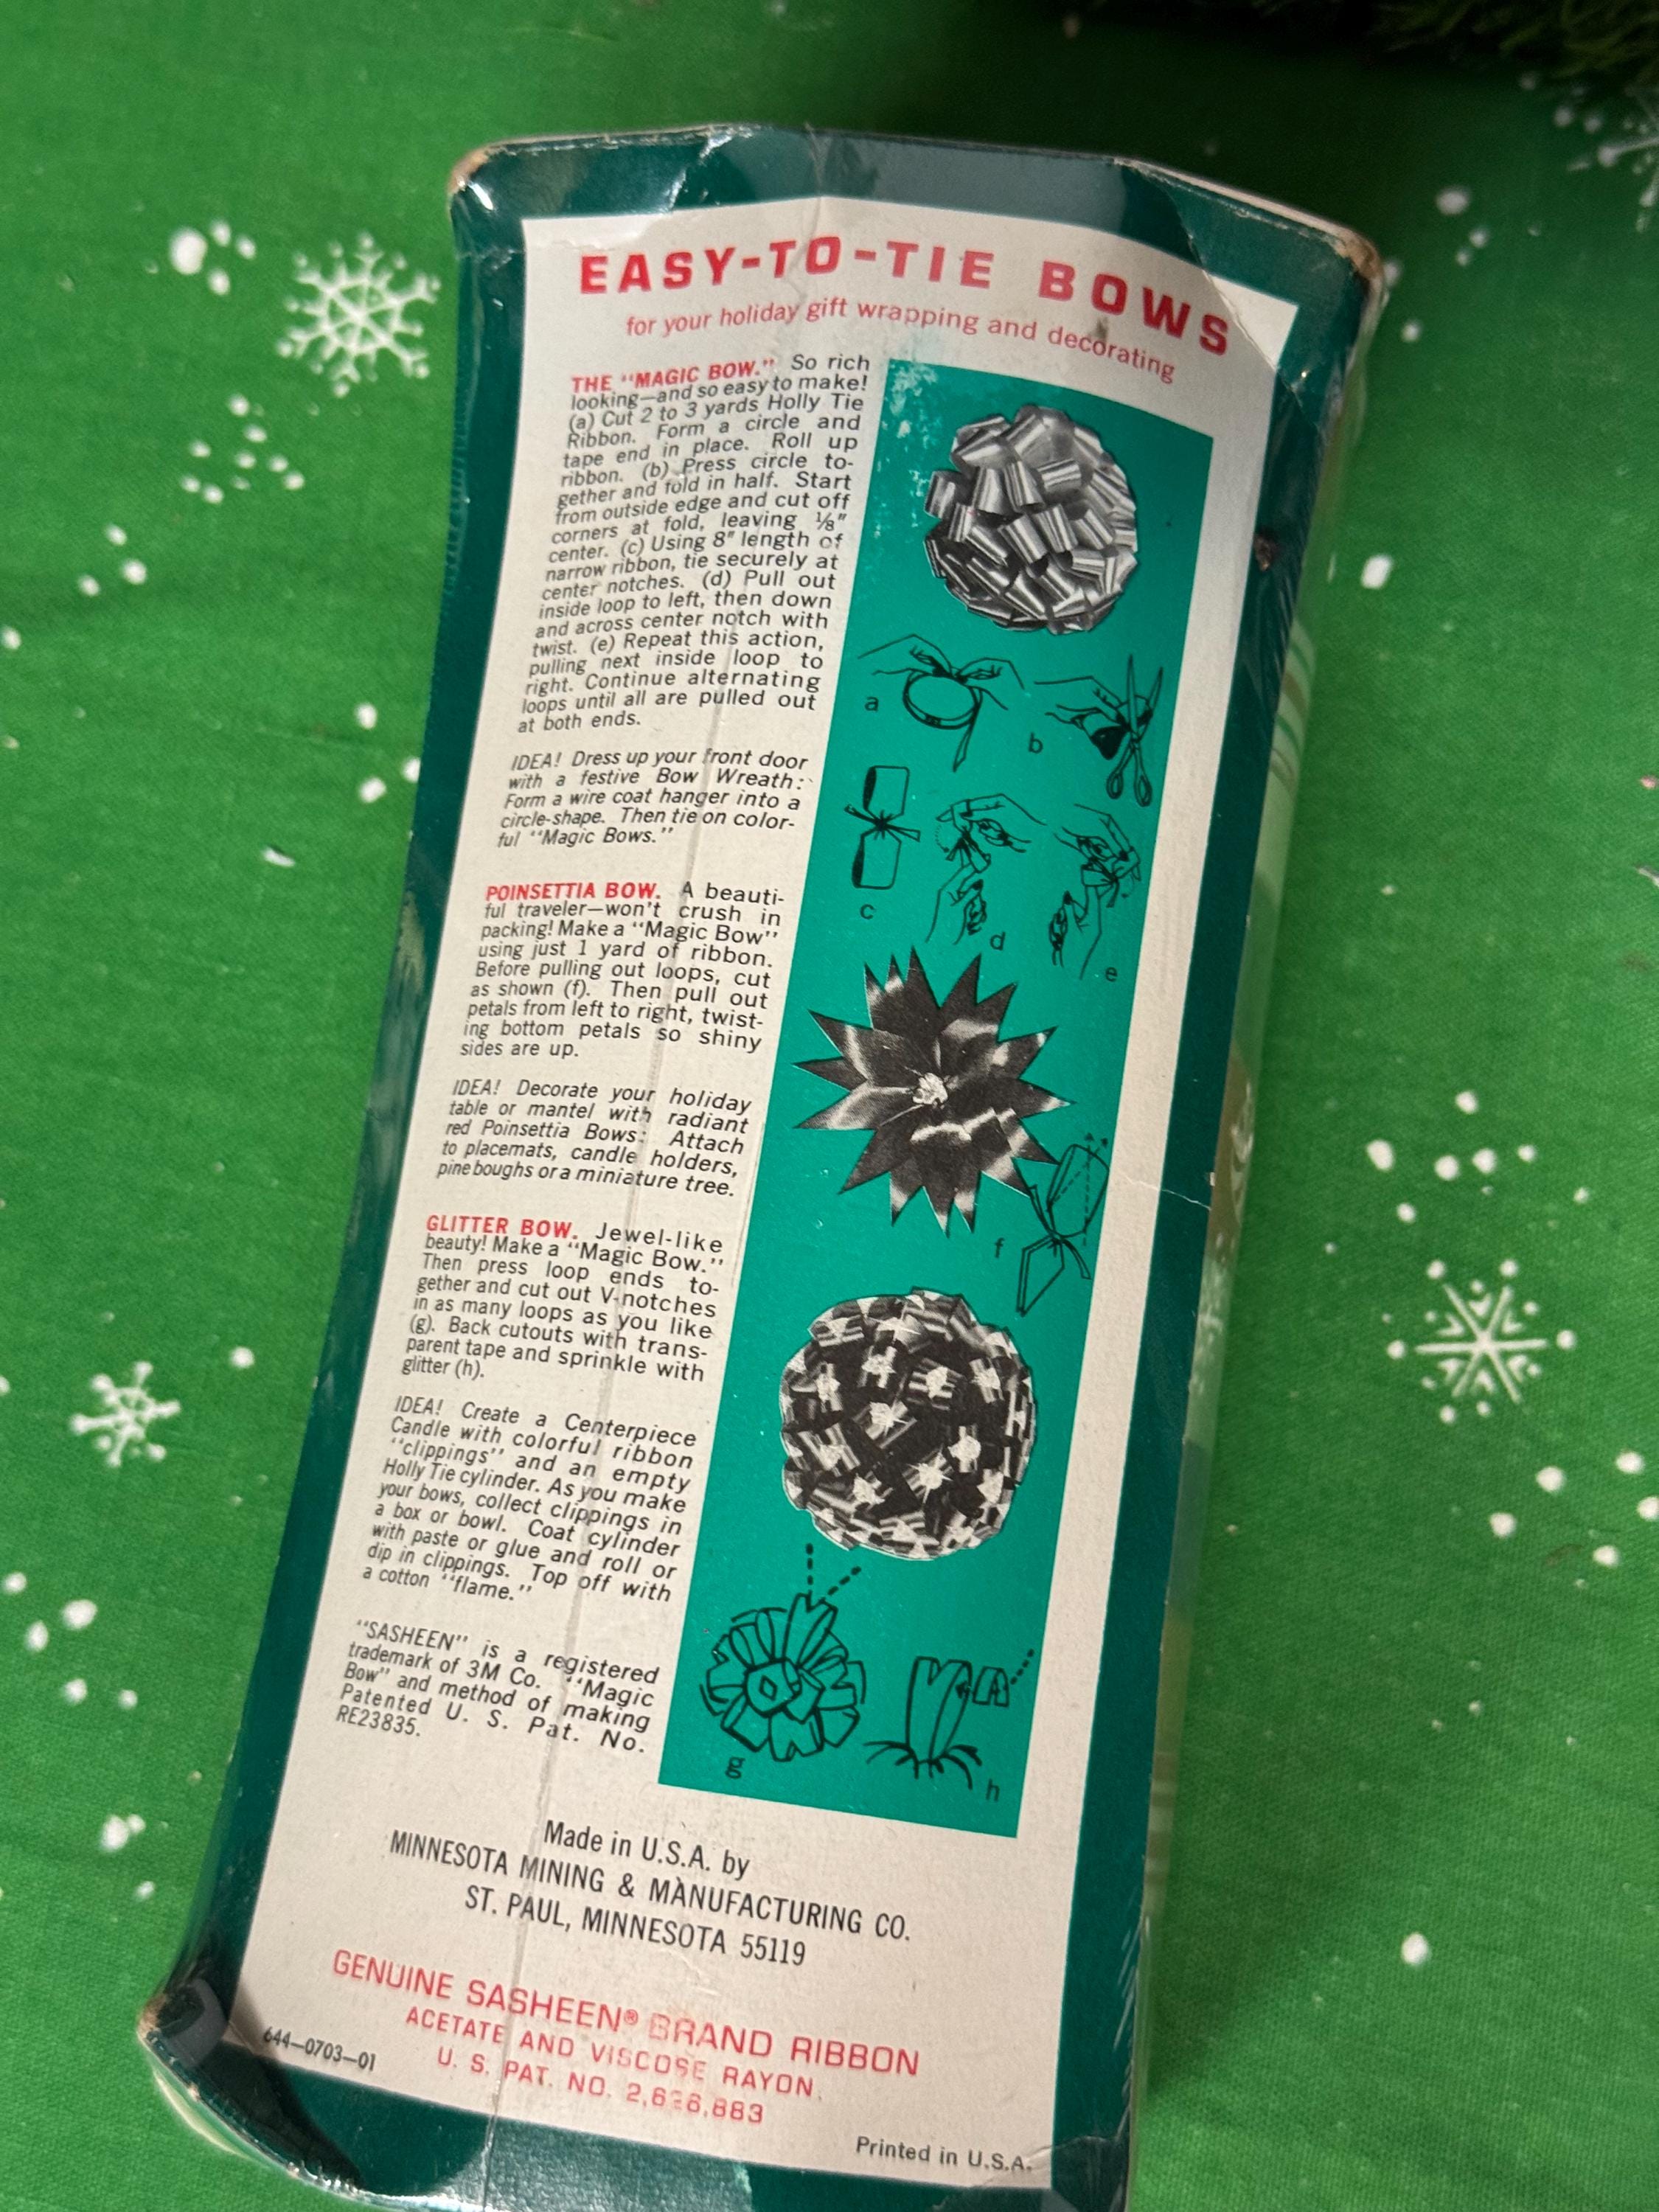 EASY-TO-TIE BOWS
for your holiday gift wrapping and decorating
THE "MAGIC BOW." So rich
looking—and so easy to make!
(a) Cut 2 to 3 yards Holly Tie
Ribbon. Form a circle and
tape end in place. Roll up
ribbon. (b) Press circle to-
gether and fold in half. Start
from outside edge and cut off
corners at fold, leaving ⅛"
center. (c) Using 8" length of
narrow ribbon, tie securely at
center notches. (d) Pull out
inside loop to left, then down
and across center notch with
twist. (e) Repeat this action,
pulling next inside loop to
right. Continue alternating
loops until all are pulled out
at both ends.
IDEA! Dress up your front door
with a festive Bow Wreath:
Form a wire coat hanger into a
circle-shape. Then tie on color-
ful "Magic Bows."
POINSETTIA BOW. A beauti-
ful traveler—won't crush in
packing! Make a "Magic Bow"
using just 1 yard of ribbon.
Before pulling out loops, cut
as shown (f). Then pull out
petals from left to right, twist-
ing bottom petals so shiny
sides are up.
IDEA! Decorate your holiday
table or mantel with radiant
red Poinsettia Bows: Attach
to placemats, candle holders,
pine boughs or a miniature tree.
GLITTER BOW. Jewel-like
beauty! Make a "Magic Bow."
Then press loop ends to-
gether and cut out V-notches
in as many loops as you like
(g). Back cutouts with trans-
parent tape and sprinkle with
glitter (h).
IDEA! Create a Centerpiece
Candle with colorful ribbon
"clippings" and an empty
Holly Tie cylinder. As you make
your bows, collect clippings in
a box or bowl. Coat cylinder
with paste or glue and roll or
dip in clippings. Top off with
a cotton "flame."
"SASHEEN" is a registered
trademark of 3M Co. "Magic
Bow" and method of making
Patented U. S. Pat. No.
RE23835.
a
b
c
d
e
f
g
h
Made in U.S.A. by
MINNESOTA MINING & MANUFACTURING CO.
ST. PAUL, MINNESOTA 55119
GENUINE SASHEEN® BRAND RIBBON
ACETATE AND VISCOSE RAYON.
U. S. PAT. NO.
644-0703-01
Printed in U.S.A.